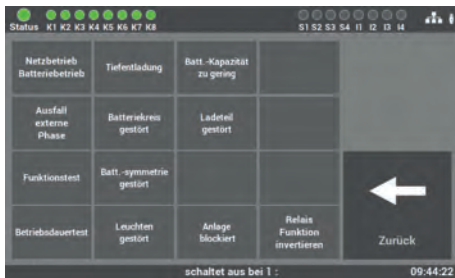 Status K1 K2 K3 K4 K5 K6 K7 K8 S1 S2 S3 S4 I1 I2 I3 I4
Netzbetrieb
Batteriebetrieb
Tiefentladung
Batt.-Kapazität
zu gering
Ausfall
externe
Phase
Batteriekreis
gestört
Ladeteil
gestört
Funktionstest
Batt.-symmetrie
gestört
Betriebsdauertest
Leuchten
gestört
Anlage
blockiert
Relais
Funktion
invertieren
Zurück
schaltet aus bei 1 :
09:44:22